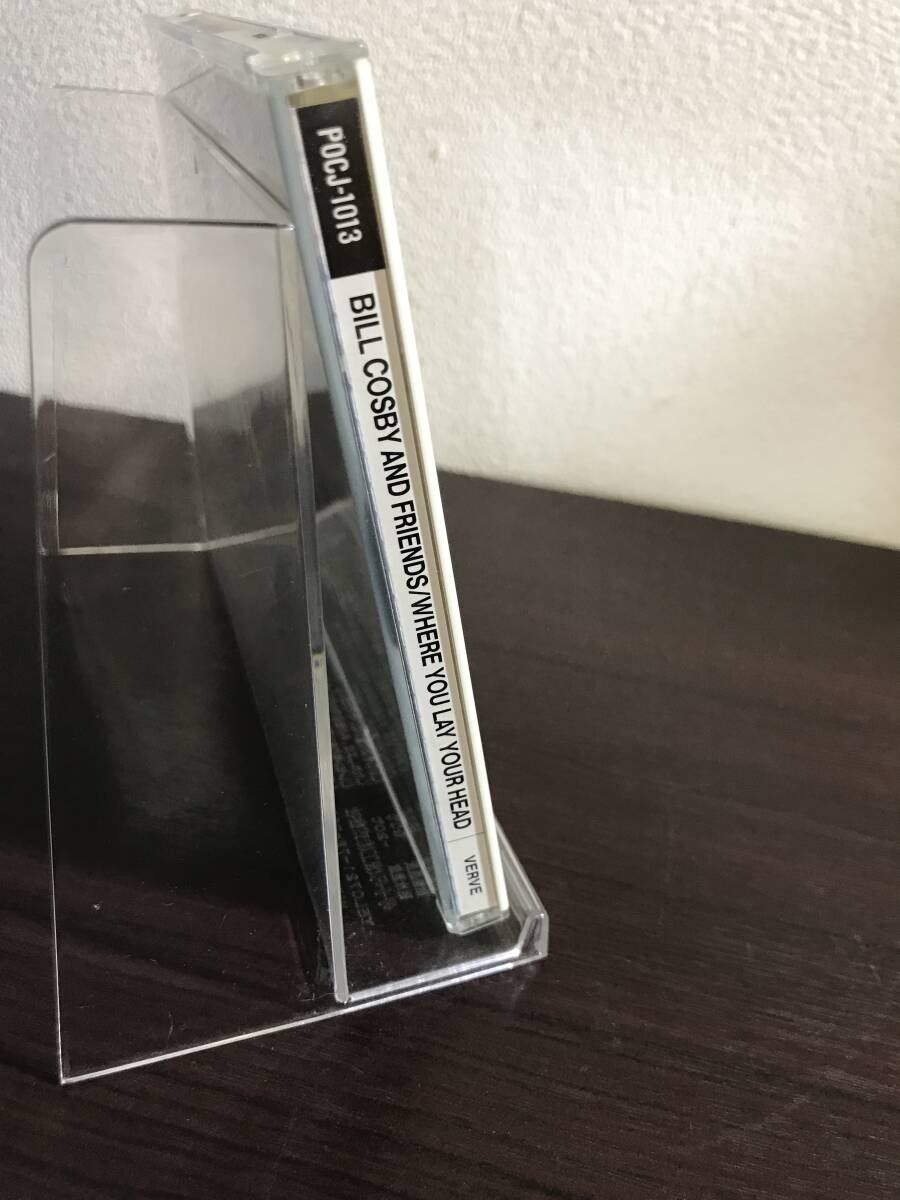 POCJ-1013
BILL COSBY AND FRIENDS/WHERE YOU LAY YOUR HEAD
VERVE